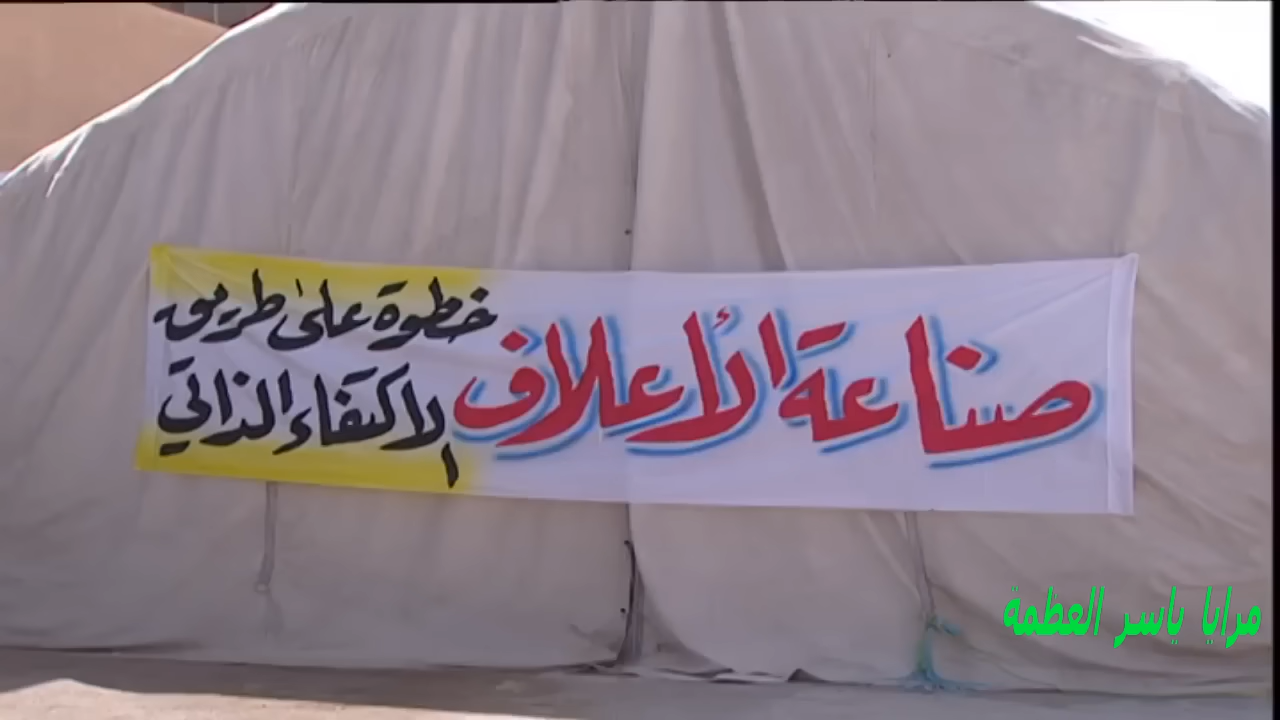 صناعة الأعلاف
خطوة على طريق
الاكتفاء الذاتي
مرايا ياسر العظمة